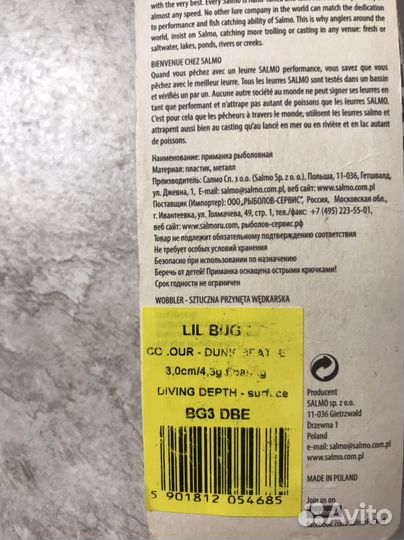 with the very best. Every Salmo is
almost any speed. No other lure company in the world can match the dedication
to performance and fish catching ability of Salmo. This is why anglers around the
world, insist on Salmo, catching more trolling or casting in any venue: fresh or
saltwater, lakes, ponds, rivers or creeks.
BIENVENUE CHEZ SALMO
Quand vous pêchez avec un leurre SALMO performance, vous savez que vous
pêchez avec le meilleur leurre. Tous les leurres SALMO sont testés dans un bassin
et vérifiés un par un. Aucune autre société au monde ne peut signer ses leurres en
tant que performant et n'attrape pas autant de poissons que les leurres SALMO.
C'est pour cela que les pêcheurs à travers le monde, utilisent les leurres salmo et
attrapent aussi bien au casting qu'au lancé en mer ou en rivière et en lac autant
de poissons.
Наименование: приманка рыболовная
Материал: пластик, металл
Производитель: Салмо Сп. з о.о. (Salmo Sp. z o.o.), Польша, 11-036, Гетшвалд,
ул. Джевна, 1, E-mail: salmo@salmo.com.pl, веб сайт: www.salmo.com.pl
Поставщик (Импортер): ООО „РЫБОЛОВ-СЕРВИС", Россия, Московская обл.,
г. Ивантеевка, ул. Толмачева, 49, стр. 1, тел./факс: +7 (495) 223-55-01,
веб сайт: www.salmoru.com, рыболов-сервис.рф
Товар не подлежит обязательному подтверждению соответствия
Не требует особых условий хранения
Безопасно при использовании по назначению
Беречь от детей! Приманка оснащена острыми крючками!
Срок годности не ограничен
WOBBLER - SZTUCZNA PRZYNĘTA WĘDKARSKA
LIL BUG
COLOUR -
3,0cm/4,3g floating
DIVING DEPTH - surface
BG3 DBE
5 901812 054685
Producent
SALMO sp. z o.o.
11-036 Gietrzwałd
Drzewna 1
Poland
e-mail: salmo@salmo.com.pl
www.salmo.com.pl
MADE IN POLAND
Join us on
Avito